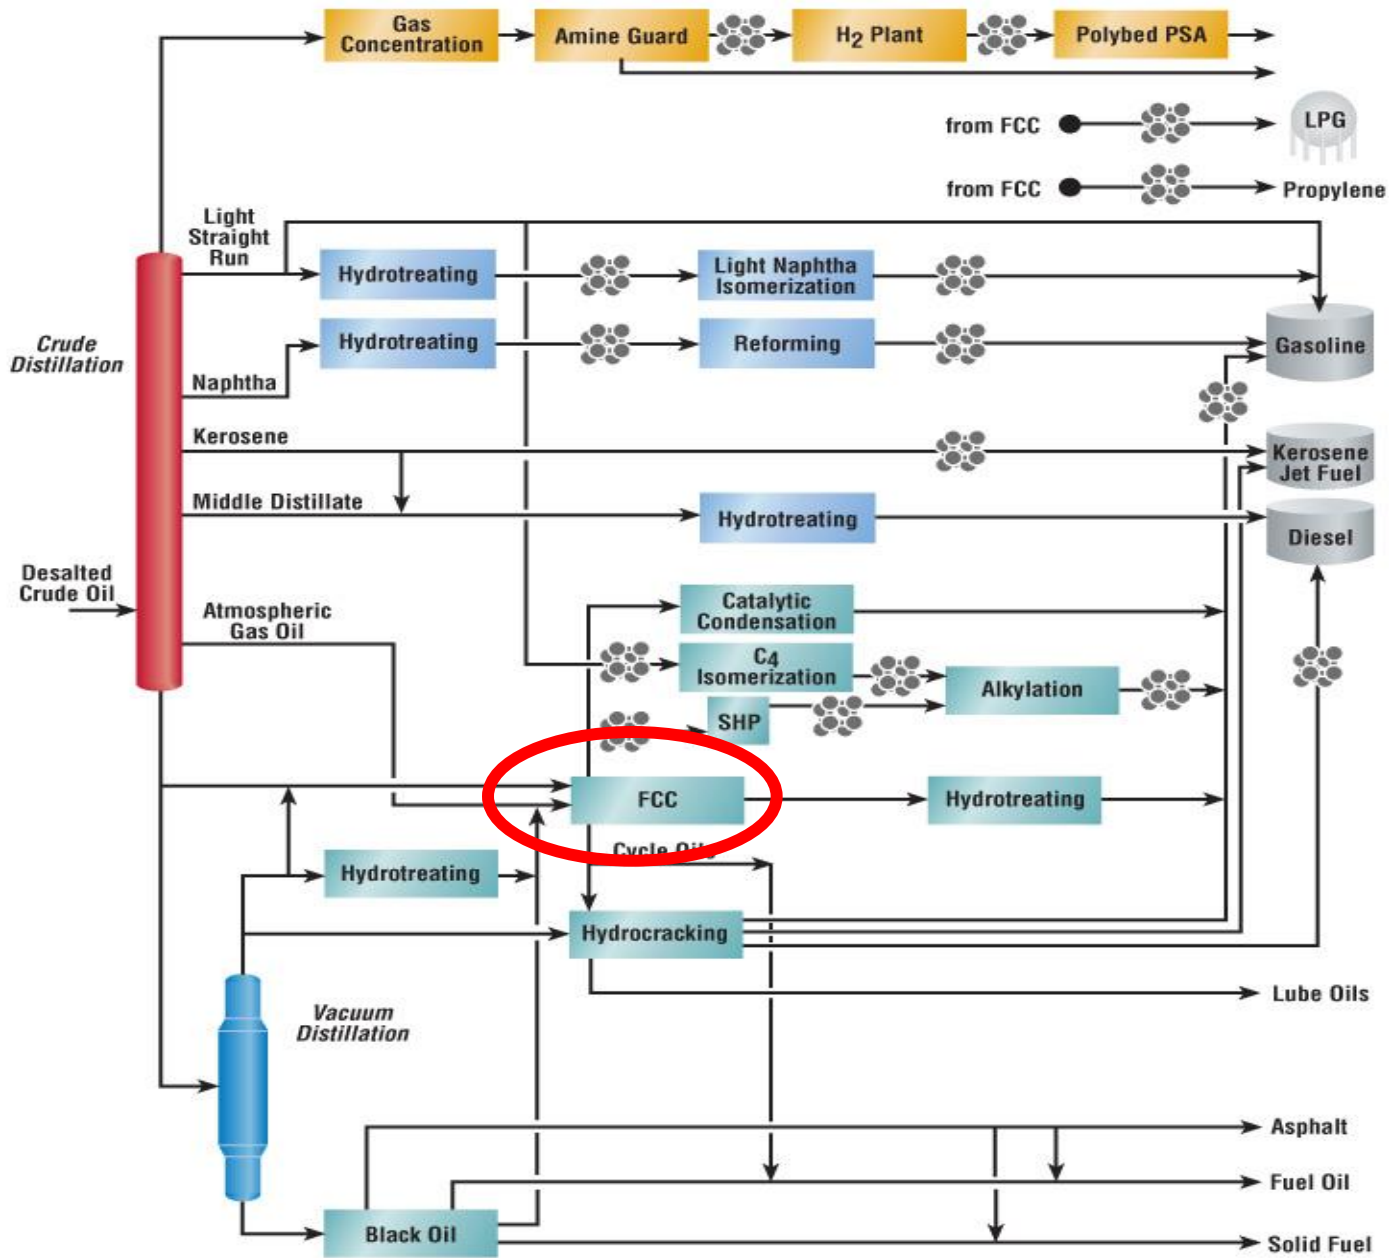 Gas
Concentration
Amine Guard
H2 Plant
Polybed PSA
from FCC
LPG
from FCC
Propylene
Light
Straight
Run
Hydrotreating
Light Naphtha
Isomerization
Crude
Distillation
Hydrotreating
Reforming
Gasoline
Naphtha
Kerosene
Kerosene
Jet Fuel
Middle Distillate
Hydrotreating
Diesel
Desalted
Crude Oil
Atmospheric
Gas Oil
Catalytic
Condensation
C4
Isomerization
Alkylation
SHP
FCC
Hydrotreating
Cycle Oils
Hydrotreating
Hydrocracking
Lube Oils
Vacuum
Distillation
Asphalt
Fuel Oil
Black Oil
Solid Fuel